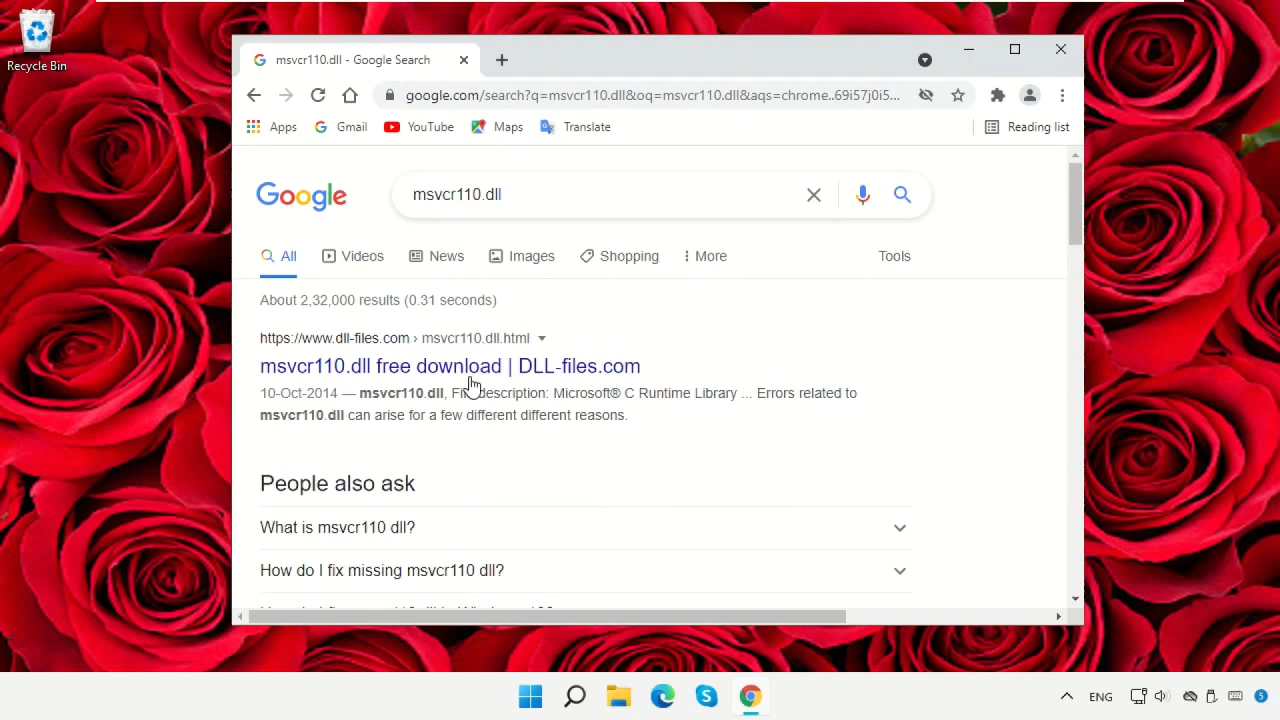 Recycle Bin
msvcr110.dll - Google Search
google.com/search?q=msvcr110.dll&oq=msvcr110.dll&aqs=chrome..69i57j0i5...
Apps
Gmail
YouTube
Maps
Translate
Reading list
Google
msvcr110.dll
All
Videos
News
Images
Shopping
More
Tools
About 2,32,000 results (0.31 seconds)
https://www.dll-files.com › msvcr110.dll.html
msvcr110.dll free download | DLL-files.com
10-Oct-2014 — msvcr110.dll, File description: Microsoft® C Runtime Library ... Errors related to
msvcr110.dll can arise for a few different different reasons.
People also ask
What is msvcr110 dll?
How do I fix missing msvcr110 dll?
ENG
5